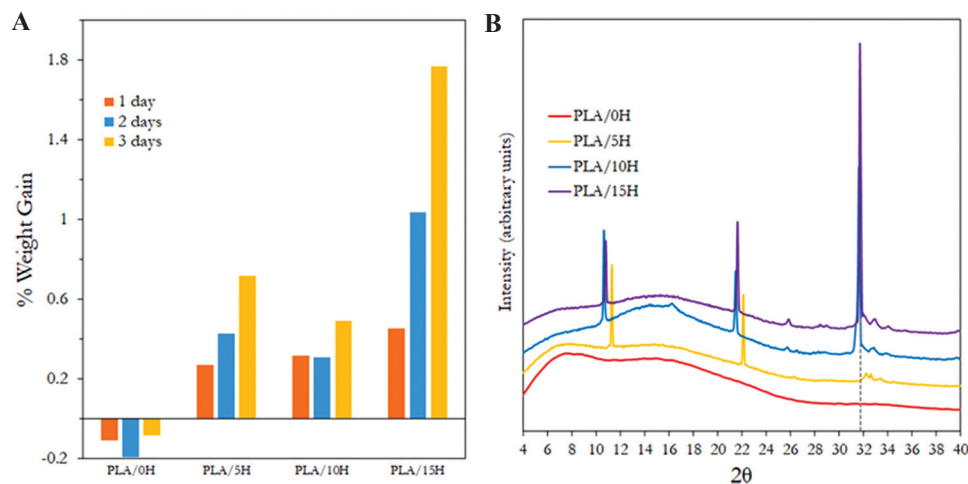 A
% Weight Gain
1.8
1.4
1
0.6
0.2
-0.2
1 day
2 days
3 days
PLA/0H
PLA/5H
PLA/10H
PLA/15H
B
Intensity (arbitrary units)
PLA/0H
PLA/5H
PLA/10H
PLA/15H
4 6 8 10 12 14 16 18 20 22 24 26 28 30 32 34 36 38 40
2θ